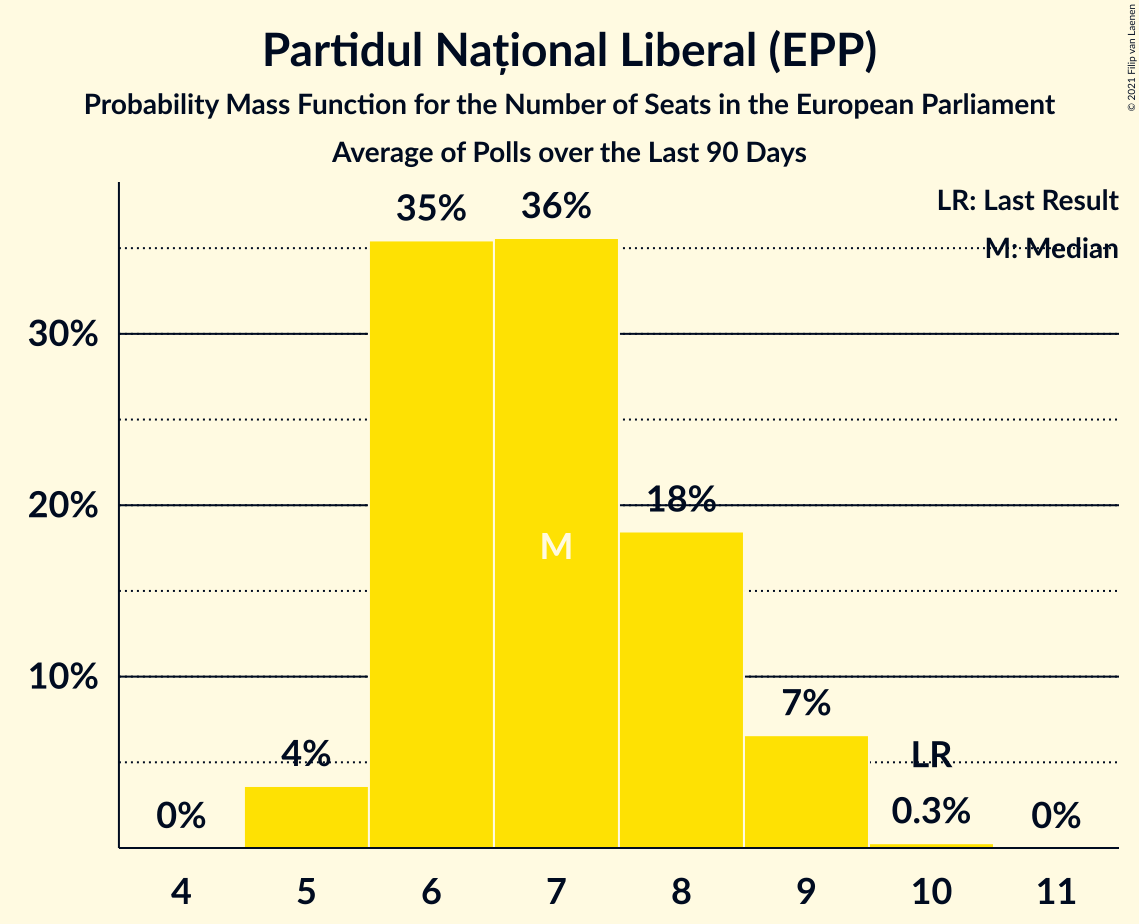 Partidul Național Liberal (EPP)
Probability Mass Function for the Number of Seats in the European Parliament
Average of Polls over the Last 90 Days
© 2021 Filip van Laenen
LR: Last Result
M: Median
35%
36%
30%
20%
18%
M
10%
7%
4%
LR
0%
0.3%
0%
4 5 6 7 8 9 10 11